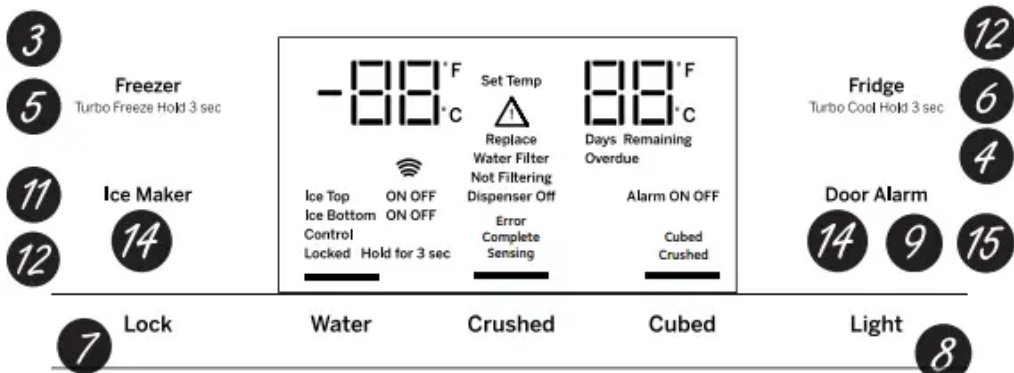 3
12
Freezer
Turbo Freeze Hold 3 sec
5
-88 °F °C
Set Temp
88 °F °C
Fridge
Turbo Cool Hold 3 sec
6
Replace
Water Filter
Not Filtering
Dispenser Off
Days Remaining
Overdue
4
11
Ice Maker
14
12
Ice Top ON OFF
Ice Bottom ON OFF
Control
Locked Hold for 3 sec
Error
Complete
Sensing
Alarm ON OFF
Cubed
Crushed
Door Alarm
14
9
15
7
Lock
Water
Crushed
Cubed
Light
8